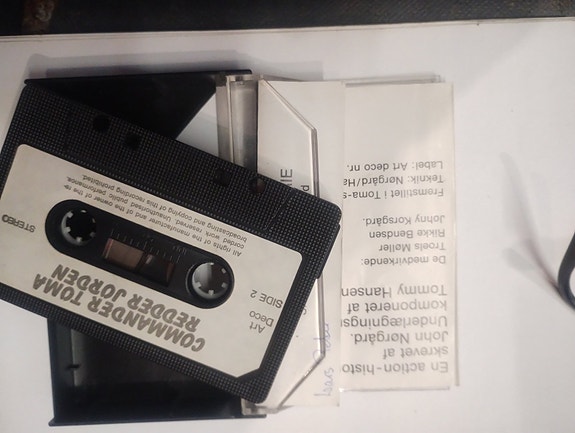 COMMANDER TOMA
REDDER JORDEN
Art
Deco
SIDE 2
STEREO
All rights of the manufacturer and of the owner of the re-
corded work reserved. Unauthorised public performance,
broadcasting and copying of this recording prohibited.
En action-histo
skrevet af
John Nørgård.
Underlægnings
komponeret af
Tommy Hansen
De medvirkende:
Troels Møller
Rikke Bendsen
Johny Korsgård.
Fremstillet i Toma-s
Teknik: Nørgård/Ha
Label: Art deco nr.